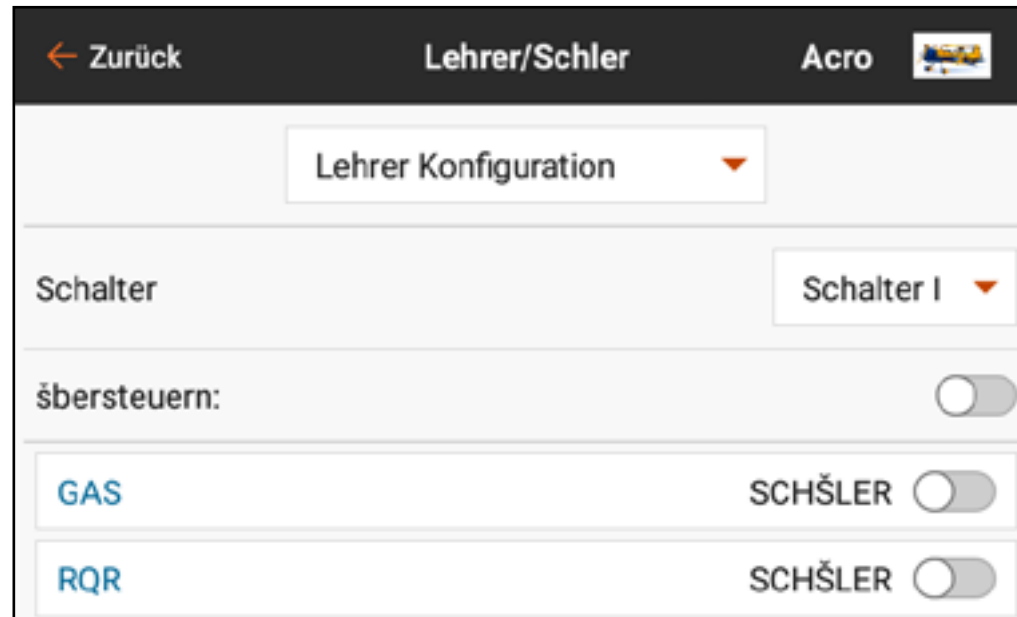 ← Zurück Lehrer/Schler Acro
Lehrer Konfiguration
Schalter Schalter I
šbersteuern:
GAS SCHŠLER
RQR SCHŠLER